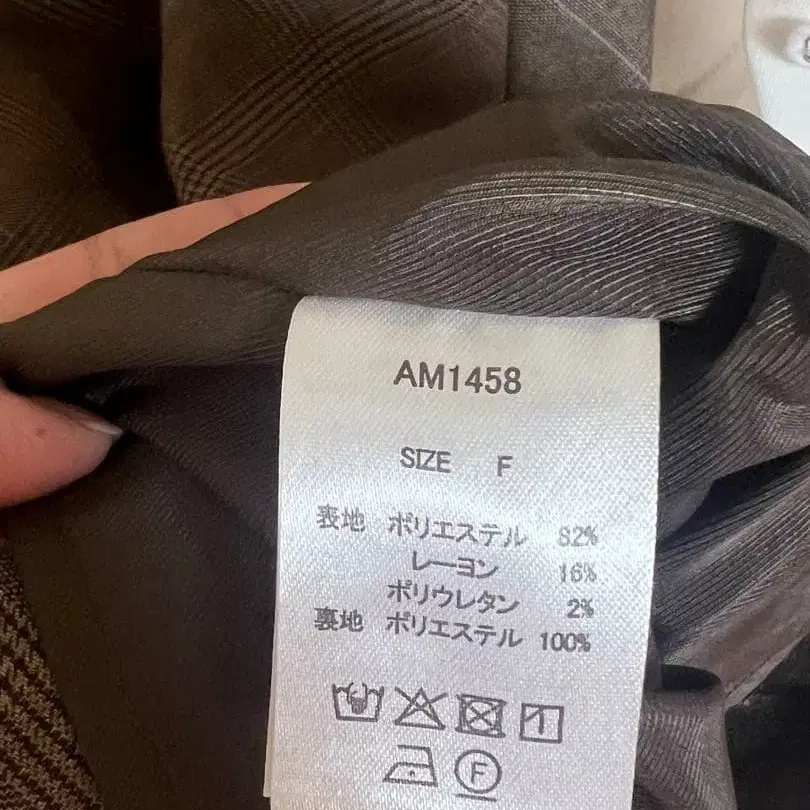 AM1458
SIZE F
表地 ポリエステル 82%
レーヨン 16%
ポリウレタン 2%
裏地 ポリエステル 100%
F